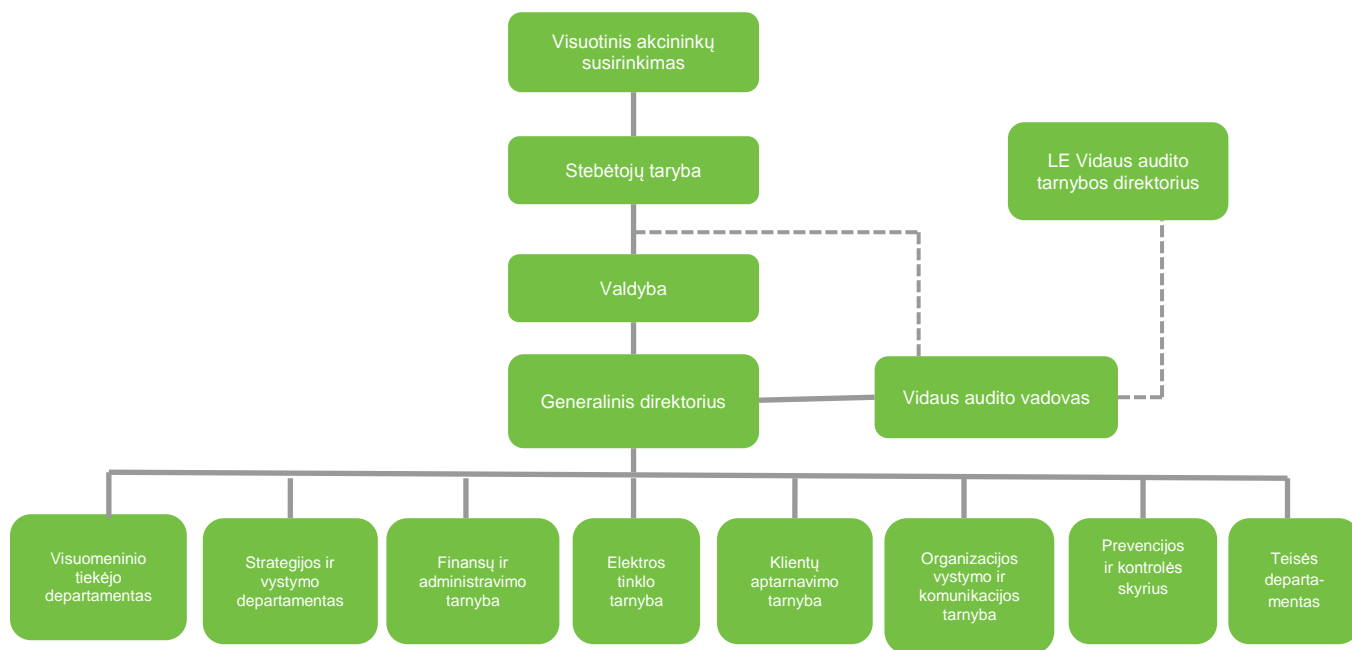 Visuotinis akcininkų
susirinkimas
Stebėtojų taryba
LE Vidaus audito
tarnybos direktorius
Valdyba
Generalinis direktorius
Vidaus audito vadovas
Visuomeninio
tiekėjo
departamentas
Strategijos ir
vystymo
departamentas
Finansų ir
administravimo
tarnyba
Elektros
tinklo
tarnyba
Klientų
aptarnavimo
tarnyba
Organizacijos
vystymo ir
komunikacijos
tarnyba
Prevencijos
ir kontrolės
skyrius
Teisės
departa-
mentas